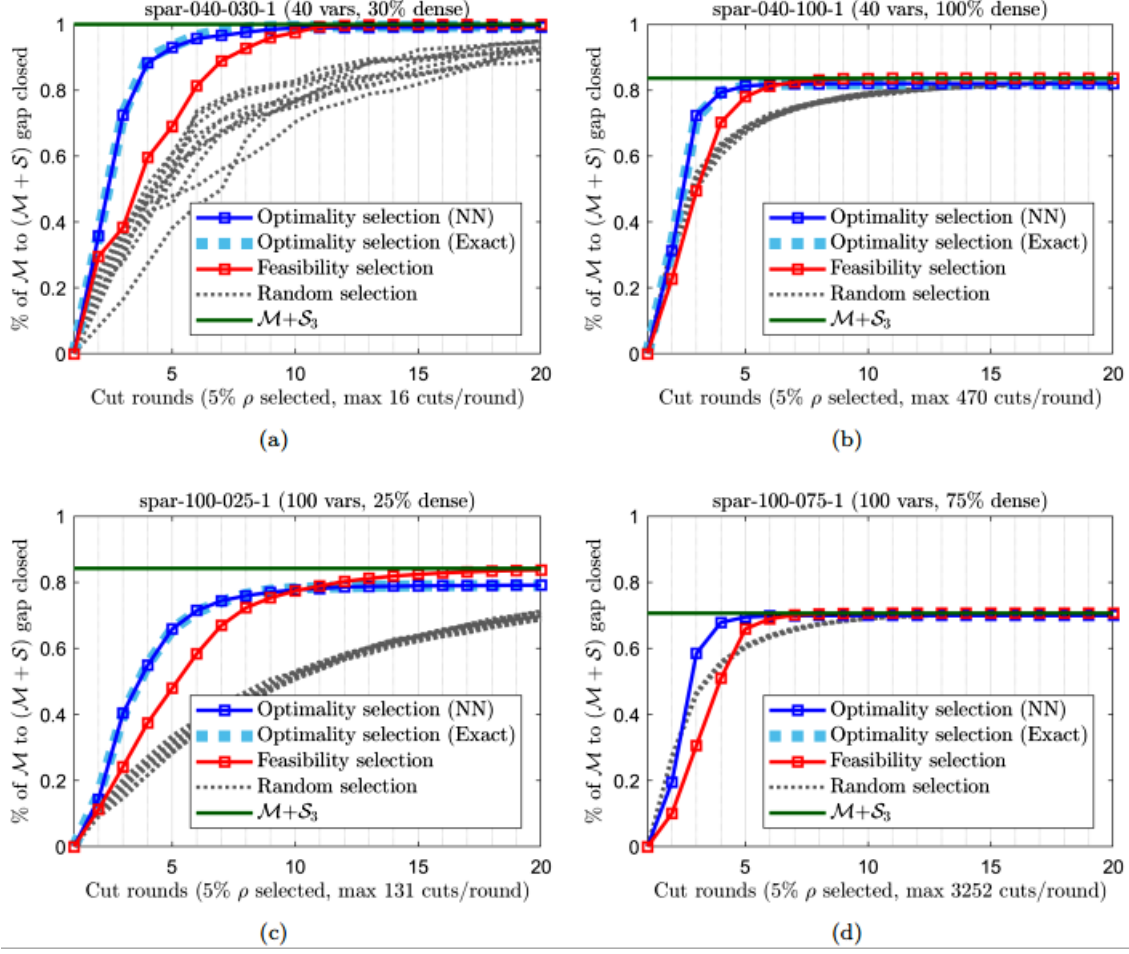 spar-040-030-1 (40 vars, 30% dense)
% of M to (M + S) gap closed
1
0.8
0.6
0.4
0.2
0
Optimality selection (NN)
Optimality selection (Exact)
Feasibility selection
Random selection
M+S₃
5 10 15 20
Cut rounds (5% ρ selected, max 16 cuts/round)
(a)
spar-040-100-1 (40 vars, 100% dense)
% of M to (M + S) gap closed
1
0.8
0.6
0.4
0.2
0
Optimality selection (NN)
Optimality selection (Exact)
Feasibility selection
Random selection
M+S₃
5 10 15 20
Cut rounds (5% ρ selected, max 470 cuts/round)
(b)
spar-100-025-1 (100 vars, 25% dense)
% of M to (M + S) gap closed
1
0.8
0.6
0.4
0.2
0
Optimality selection (NN)
Optimality selection (Exact)
Feasibility selection
Random selection
M+S₃
5 10 15 20
Cut rounds (5% ρ selected, max 131 cuts/round)
(c)
spar-100-075-1 (100 vars, 75% dense)
% of M to (M + S) gap closed
1
0.8
0.6
0.4
0.2
0
Optimality selection (NN)
Optimality selection (Exact)
Feasibility selection
Random selection
M+S₃
5 10 15 20
Cut rounds (5% ρ selected, max 3252 cuts/round)
(d)